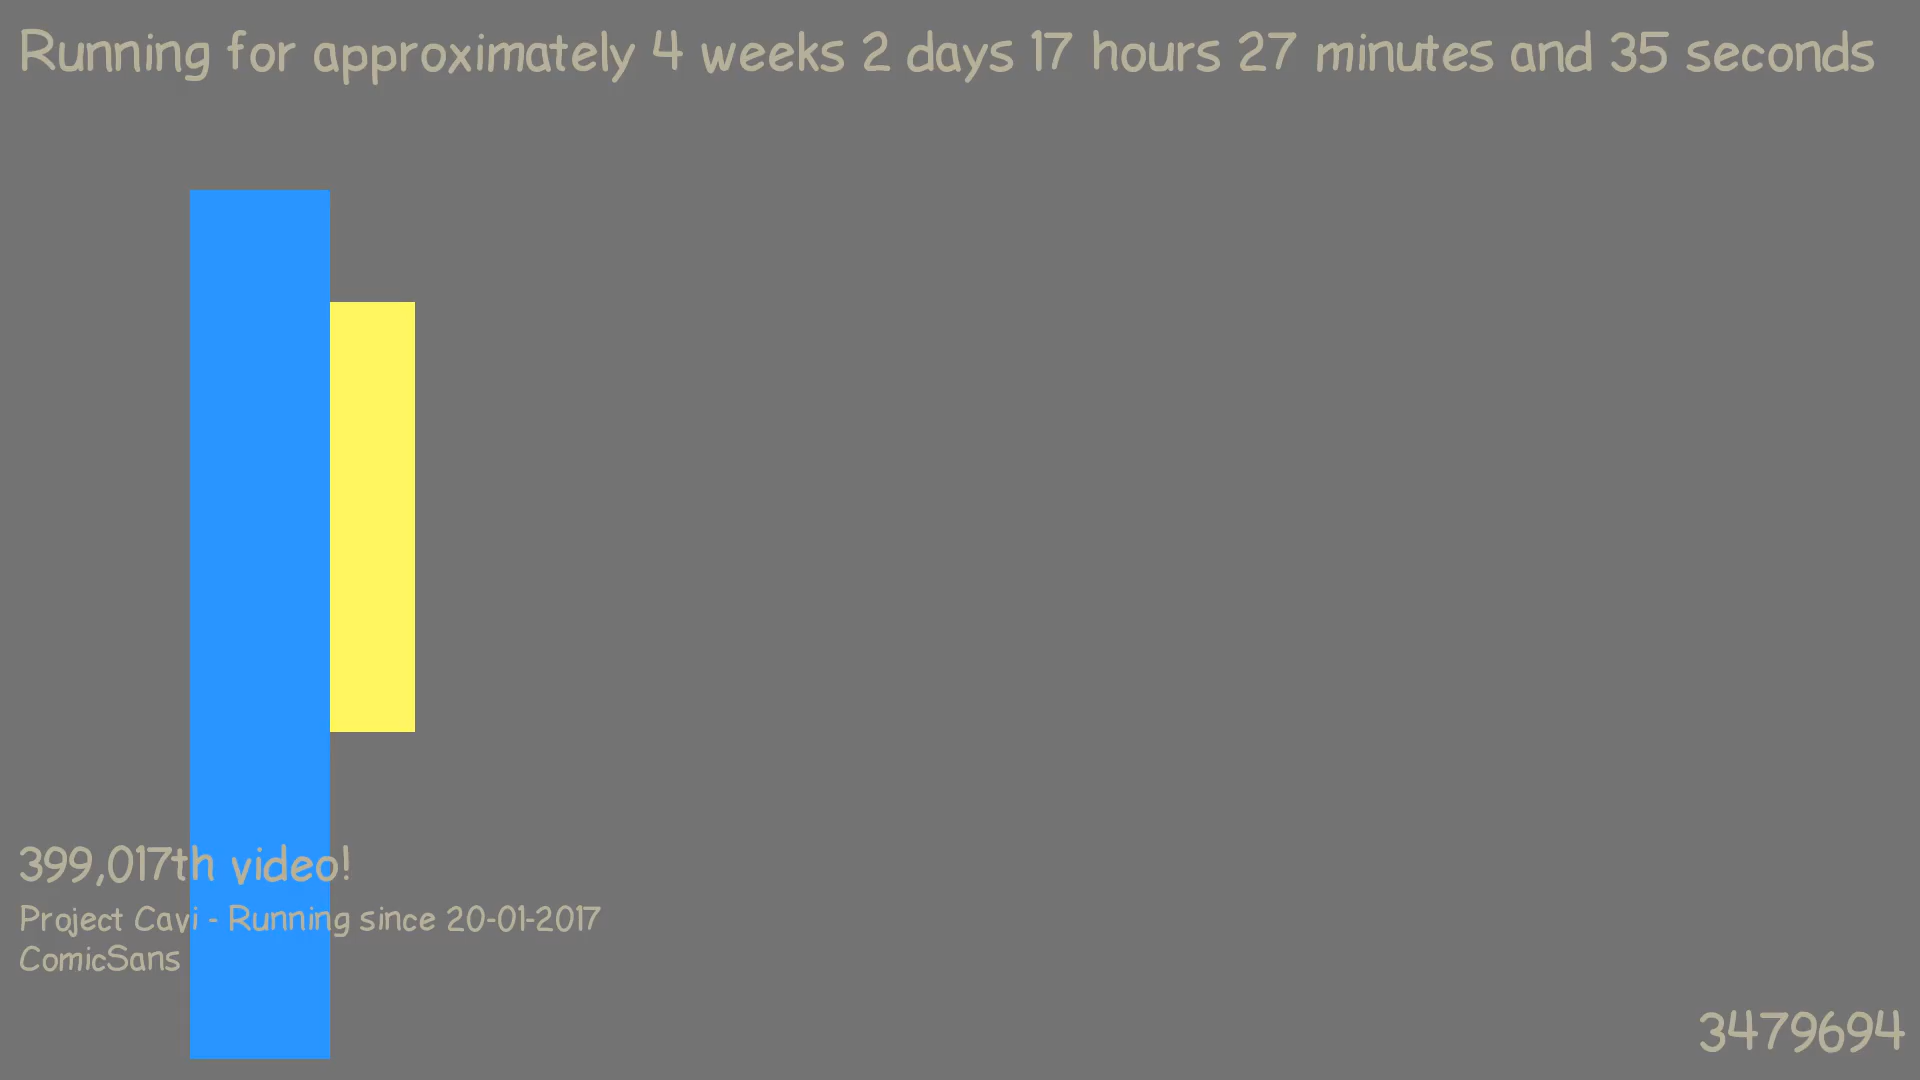 Running for approximately 4 weeks 2 days 17 hours 27 minutes and 35 seconds
399,017th video!
Project Cavi - Running since 20-01-2017
ComicSans
3479694